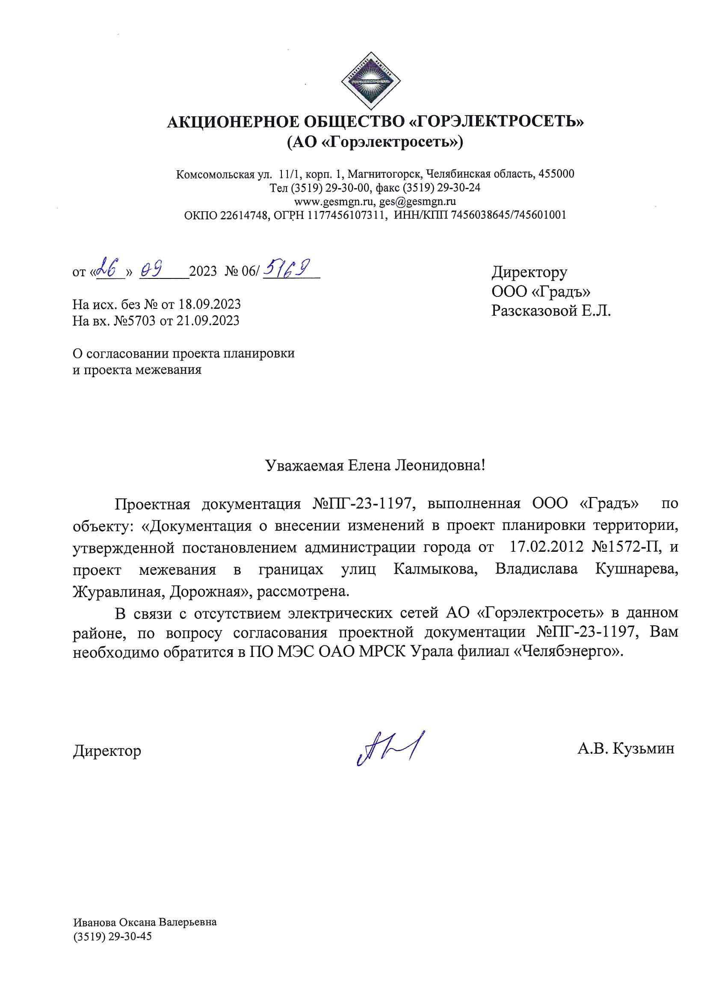 АКЦИОНЕРНОЕ ОБЩЕСТВО «ГОРЭЛЕКТРОСЕТЬ»
(АО «Горэлектросеть»)
Комсомольская ул. 11/1, корп. 1, Магнитогорск, Челябинская область, 455000
Тел (3519) 29-30-00, факс (3519) 29-30-24
www.gesmgn.ru, ges@gesmgn.ru
ОКПО 22614748, ОГРН 1177456107311, ИНН/КПП 7456038645/745601001
от «26» 09 2023 № 06/ 5169
На исх. без № от 18.09.2023
На вх. №5703 от 21.09.2023
О согласовании проекта планировки
и проекта межевания
Директору
ООО «Градъ»
Разсказовой Е.Л.
Уважаемая Елена Леонидовна!
Проектная документация №ПГ-23-1197, выполненная ООО «Градъ» по
объекту: «Документация о внесении изменений в проект планировки территории,
утвержденной постановлением администрации города от 17.02.2012 №1572-П, и
проект межевания в границах улиц Калмыкова, Владислава Кушнарева,
Журавлиная, Дорожная», рассмотрена.
В связи с отсутствием электрических сетей АО «Горэлектросеть» в данном
районе, по вопросу согласования проектной документации №ПГ-23-1197, Вам
необходимо обратится в ПО МЭС ОАО МРСК Урала филиал «Челябэнерго».
Директор
А.В. Кузьмин
Иванова Оксана Валерьевна
(3519) 29-30-45